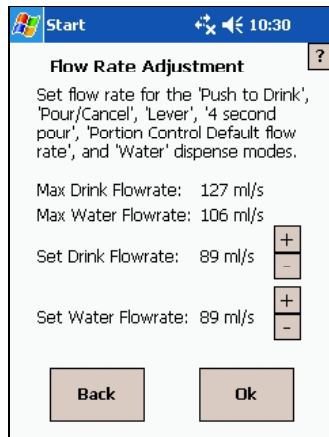 Start 10:30
?
Flow Rate Adjustment
Set flow rate for the 'Push to Drink',
'Pour/Cancel', 'Lever', '4 second
pour', 'Portion Control Default flow
rate', and 'Water' dispense modes.
Max Drink Flowrate: 127 ml/s
Max Water Flowrate: 106 ml/s
+
Set Drink Flowrate: 89 ml/s
-
+
Set Water Flowrate: 89 ml/s
-
Back Ok